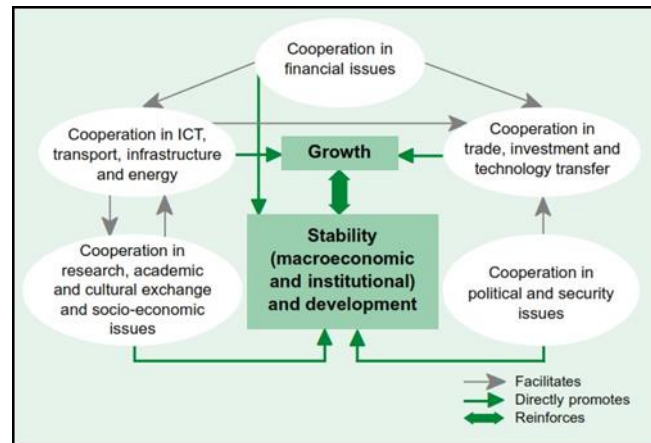 Cooperation in
financial issues
Cooperation in ICT,
transport, infrastructure
and energy
Growth
Cooperation in
trade, investment and
technology transfer
Cooperation in
research, academic
and cultural exchange
and socio-economic
issues
Stability
(macroeconomic
and institutional)
and development
Cooperation in
political and security
issues
Facilitates
Directly promotes
Reinforces